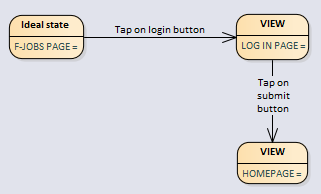 Ideal state
F-JOBS PAGE =
Tap on login button
VIEW
LOG IN PAGE =
Tap on
submit
button
VIEW
HOMEPAGE =